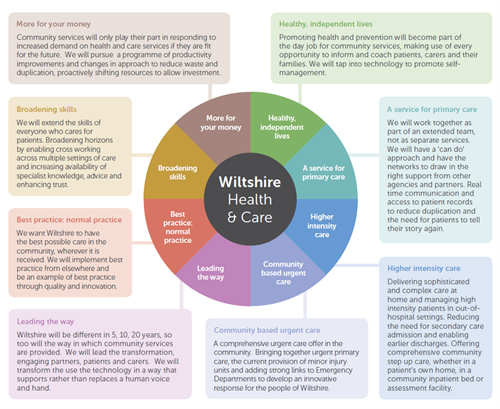 More for your money
Community services will only play their part in responding to
increased demand on health and care services if they are fit
for the future. We will pursue a programme of productivity
improvements and changes in approach to reduce waste and
duplication, proactively shifting resources to allow investment.
Healthy, independent lives
Promoting health and prevention will become part of
the day job for community services, making use of every
opportunity to inform and coach patients, carers and their
families. We will tap into technology to promote self-
management.
Broadening skills
We will extend the skills of
everyone who cares for
patients. Broadening horizons
by enabling cross working
across multiple settings of care
and increasing availability of
specialist knowledge, advice and
enhancing trust.
A service for primary care
We will work together as
part of an extended team,
not as separate services.
We will have a 'can do'
approach and have the
networks to draw in the
right support from other
agencies and partners. Real
time communication and
access to patient records
to reduce duplication and
the need for patients to tell
their story again.
More for
your money
Healthy,
independent
lives
A service for
primary care
Higher
intensity
care
Community
based urgent
care
Leading
the way
Best
practice:
normal
practice
Broadening
skills
Wiltshire
Health
& Care
Best practice: normal practice
We want Wiltshire to have
the best possible care in the
community, wherever it is
received. We will implement best
practice from elsewhere and
be an example of best practice
through quality and innovation.
Higher intensity care
Delivering sophisticated
and complex care at
home and managing high
intensity patients in out-of-
hospital settings. Reducing
the need for secondary care
admission and enabling
earlier discharges. Offering
comprehensive community
step up care, whether in a
patient's own home, in a
community inpatient bed or
assessment facility.
Leading the way
Wiltshire will be different in 5, 10, 20 years, so
too will the way in which community services
are provided. We will lead the transformation,
engaging partners, patients and carers. We will
transform the use the technology in a way that
supports rather than replaces a human voice
and hand.
Community based urgent care
A comprehensive urgent care offer in the
community. Bringing together urgent primary
care, the current provision of minor injury
units and adding strong links to Emergency
Departments to develop an innovative
response for the people of Wiltshire.